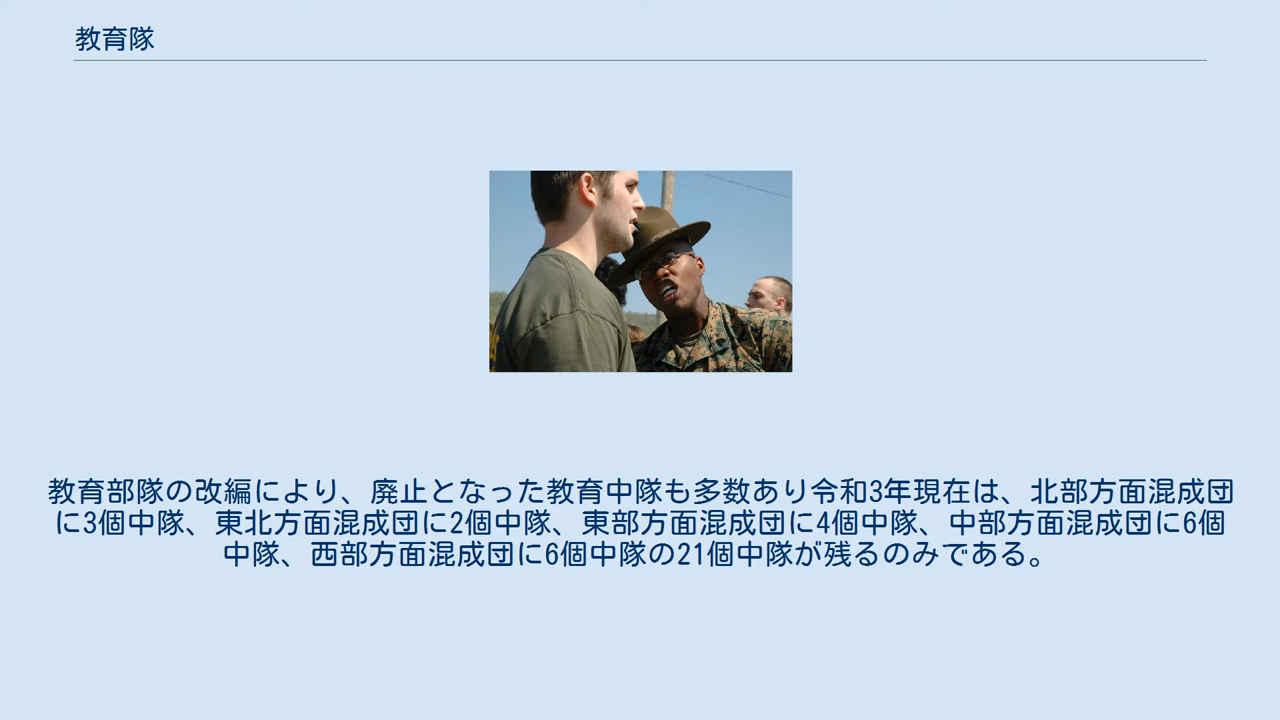 教育隊
教育部隊の改編により、廃止となった教育中隊も多数あり令和3年現在は、北部方面混成団
に3個中隊、東北方面混成団に2個中隊、東部方面混成団に4個中隊、中部方面混成団に6個
中隊、西部方面混成団に6個中隊の21個中隊が残るのみである。